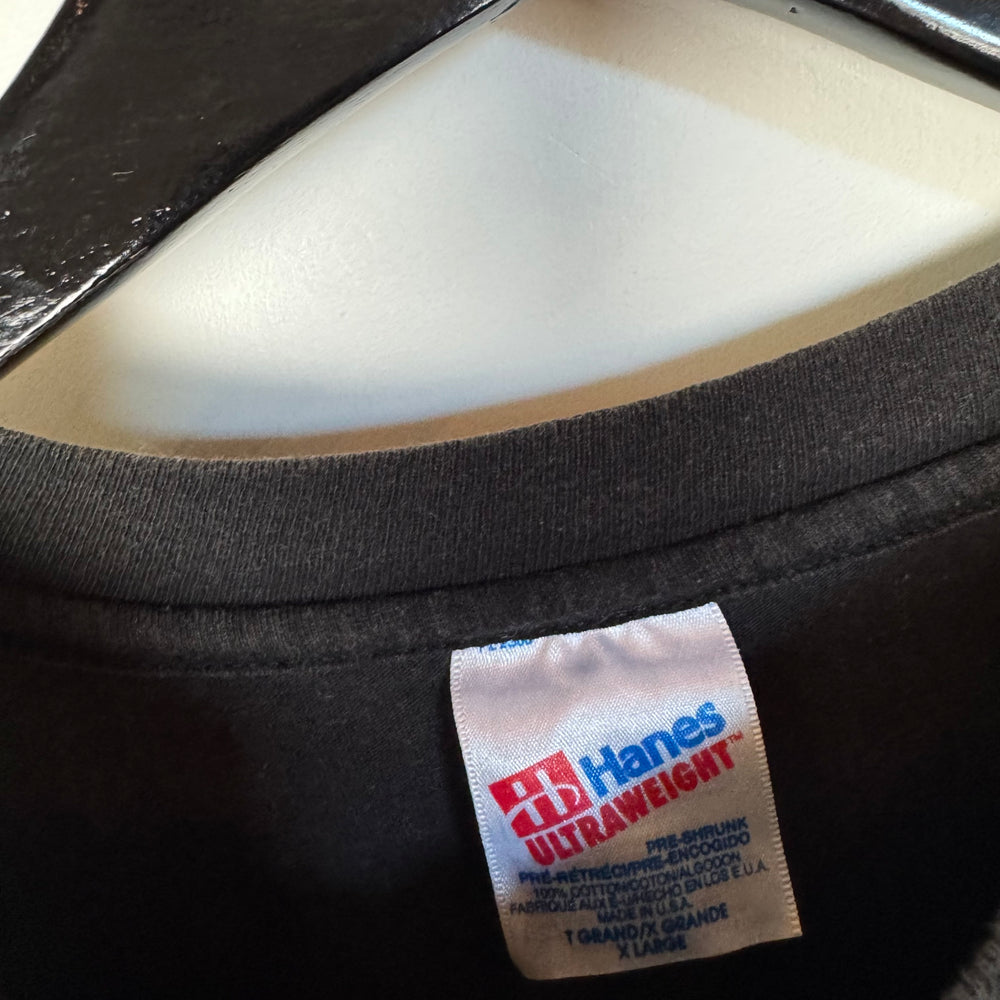 Hanes
ULTRAWEIGHT™
PRE-SHRUNK
PRÉ-RÉTRÉCI/PRE-ENCOGIDO
100% COTTON/COTON/ALGODON
FABRIQUÉ AUX É-U/HECHO EN LOS E.U.A.
MADE IN U.S.A.
T GRAND/X GRANDE
X LARGE